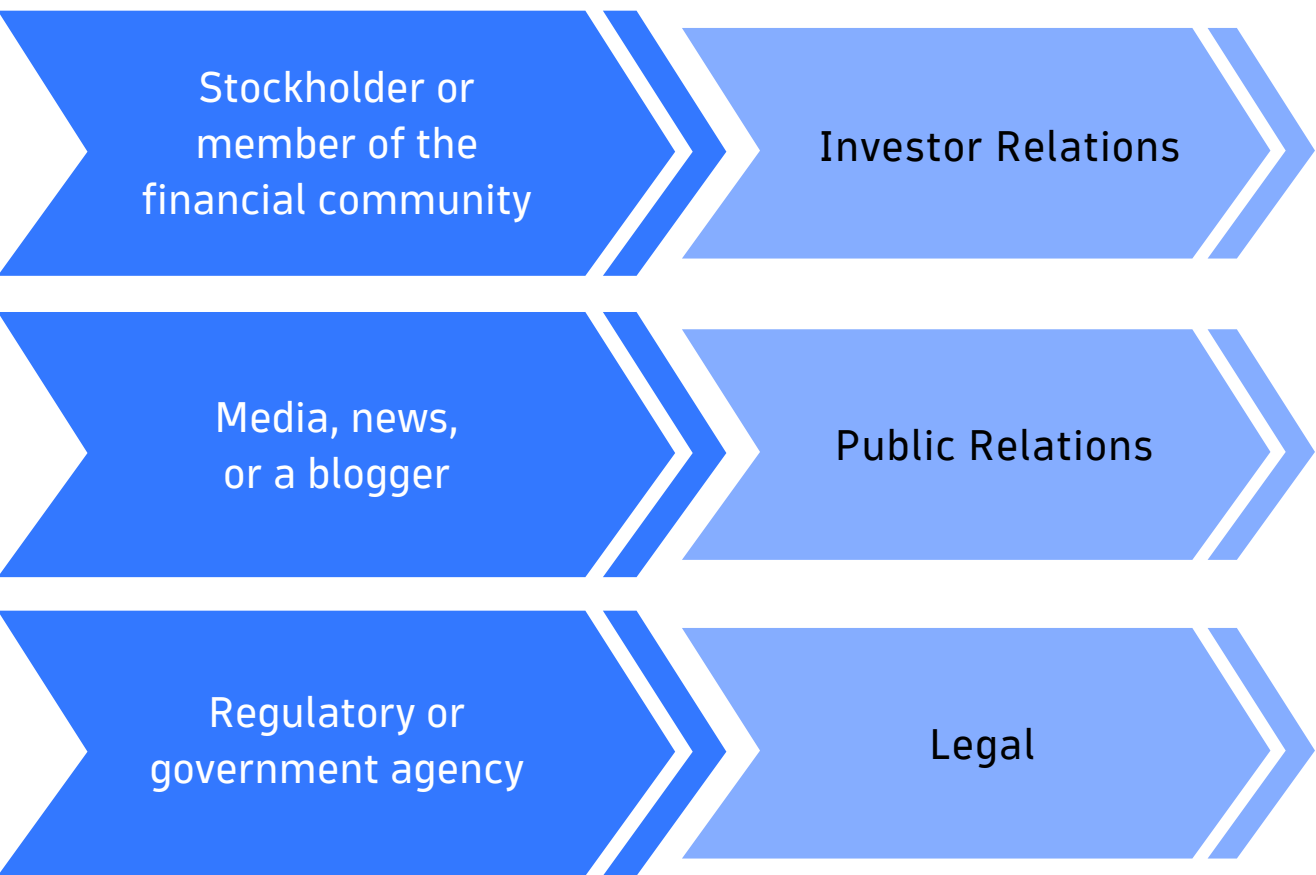 Stockholder or
member of the
financial community
Investor Relations
Media, news,
or a blogger
Public Relations
Regulatory or
government agency
Legal